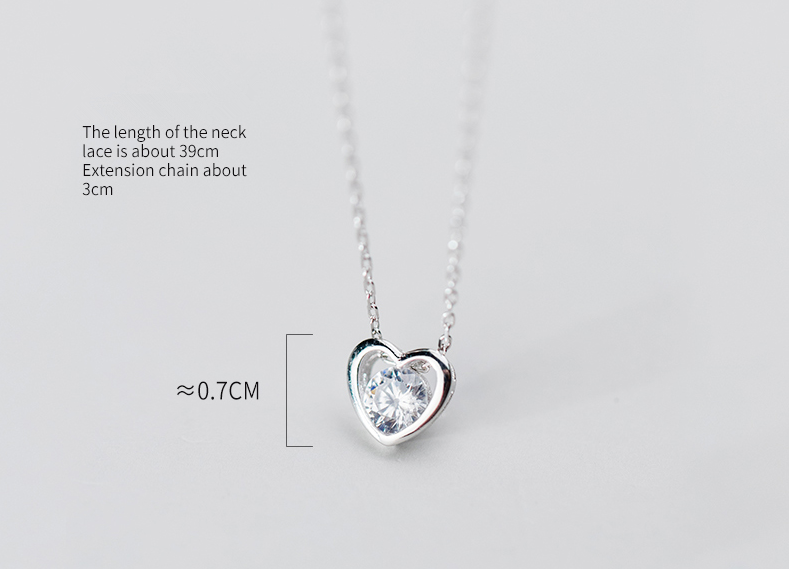 The length of the neck
lace is about 39cm
Extension chain about
3cm
≈0.7CM